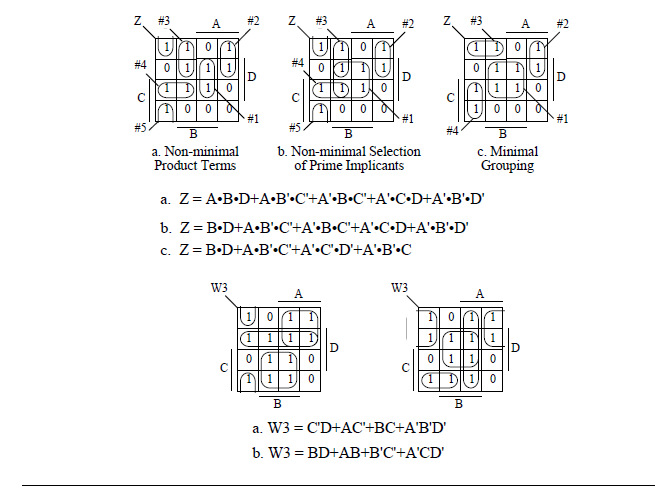 Z #3 A #2 Z #3 A #2 Z #3 A #2
1 1 0 1 1 1 0 1 1 1 0 1
#4 0 1 1 1 D #4 0 1 1 1 D 0 1 1 1 D
C 1 1 1 0 C 1 1 1 0 C 1 1 1 0
1 0 0 0 1 0 0 0 1 0 0 0
#5 B #1 #5 B #1 #4 B #1
a. Non-minimal
Product Terms
b. Non-minimal Selection
of Prime Implicants
c. Minimal
Grouping
a. Z = A•B•D+A•B'•C'+A'•B•C'+A'•C•D+A'•B'•D'
b. Z = B•D+A•B'•C'+A'•B•C'+A'•C•D+A'•B'•D'
c. Z = B•D+A•B'•C'+A'•C'•D'+A'•B'•C
W3 A W3 A
1 0 1 1 1 0 1 1
1 1 1 1 D 1 1 1 1 D
C 0 1 1 0 C 0 1 1 0
1 1 1 0 1 1 1 0
B B
a. W3 = C'D+AC'+BC+A'B'D'
b. W3 = BD+AB+B'C'+A'CD'